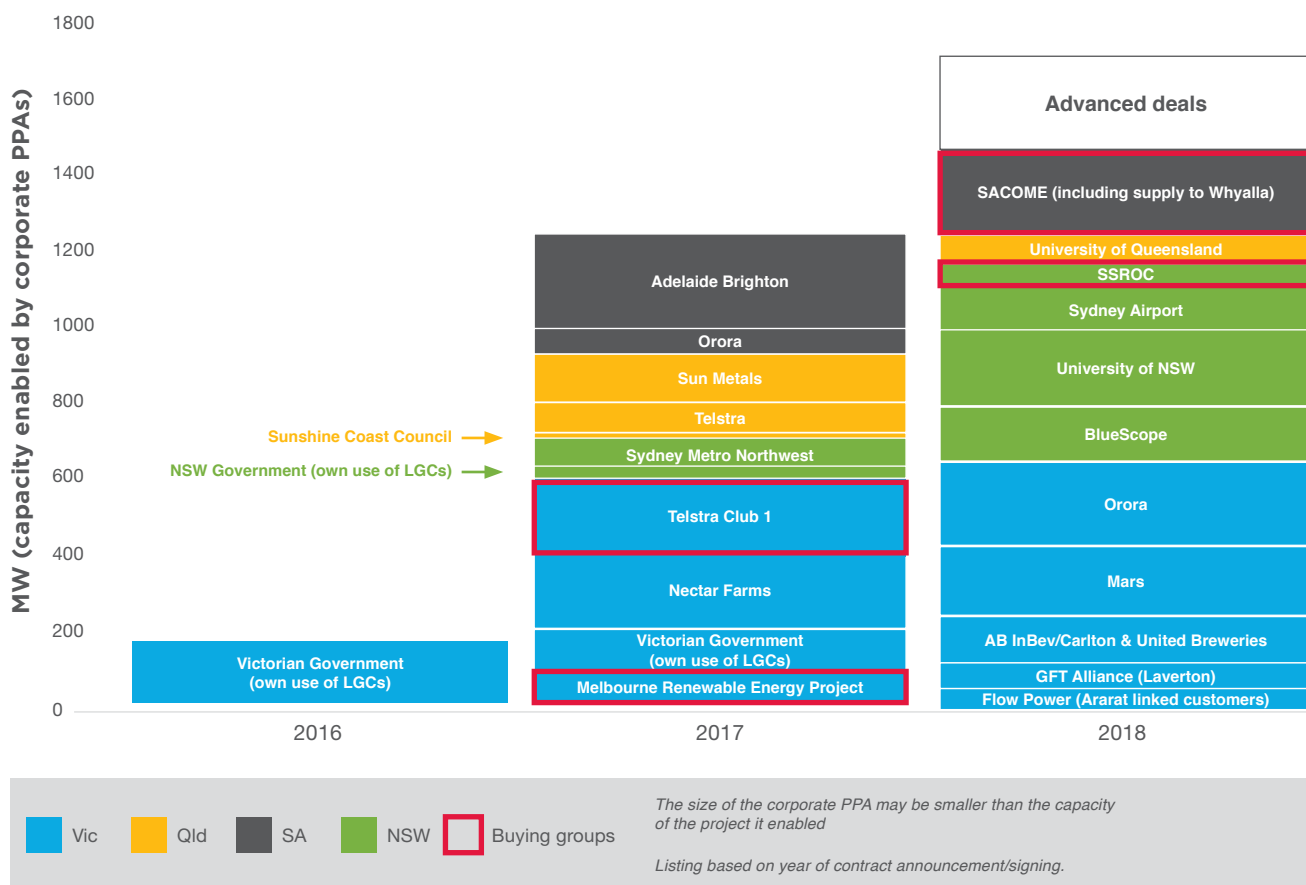 MW (capacity enabled by corporate PPAs)
1800
1600
1400
1200
1000
800
600
400
200
0
Sunshine Coast Council
NSW Government (own use of LGCs)
Victorian Government
(own use of LGCs)
Adelaide Brighton
Orora
Sun Metals
Telstra
Sydney Metro Northwest
Telstra Club 1
Nectar Farms
Victorian Government
(own use of LGCs)
Melbourne Renewable Energy Project
Advanced deals
SACOME (including supply to Whyalla)
University of Queensland
SSROC
Sydney Airport
University of NSW
BlueScope
Orora
Mars
AB InBev/Carlton & United Breweries
GFT Alliance (Laverton)
Flow Power (Ararat linked customers)
2016
2017
2018
Vic
Qld
SA
NSW
Buying groups
The size of the corporate PPA may be smaller than the capacity
of the project it enabled
Listing based on year of contract announcement/signing.